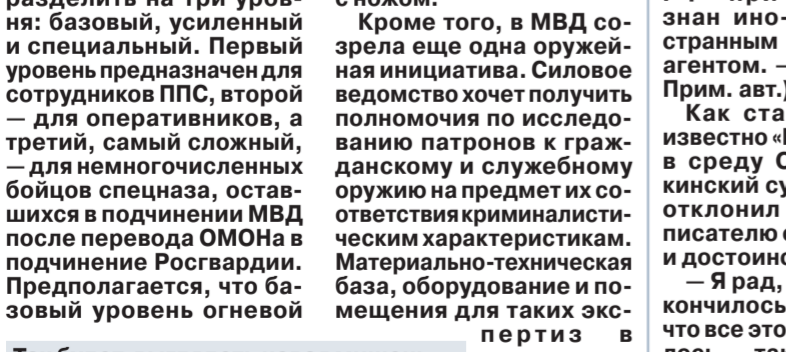 разделить на три уров-
ня: базовый, усиленный
и специальный. Первый
уровень предназначен для
сотрудников ППС, второй
— для оперативников, а
третий, самый сложный,
— для немногочисленных
бойцов спецназа, остав-
шихся в подчинении МВД
после перевода ОМОНа в
подчинение Росгвардии.
Предполагается, что ба-
зовый уровень огневой
с ножом.
Кроме того, в МВД со-
зрела еще одна оружей-
ная инициатива. Силовое
ведомство хочет получить
полномочия по исследо-
ванию патронов к граж-
данскому и служебному
оружию на предмет их со-
ответствия криминалисти-
ческим характеристикам.
Материально-техническая
база, оборудование и по-
мещения для таких экс-
пертиз в
знан ино-
странным
агентом. —
Прим. авт.)
Как ста
известно «
в среду
кинский су
отклонил
писателю
и достоинс
— Я рад,
кончилось
что все это